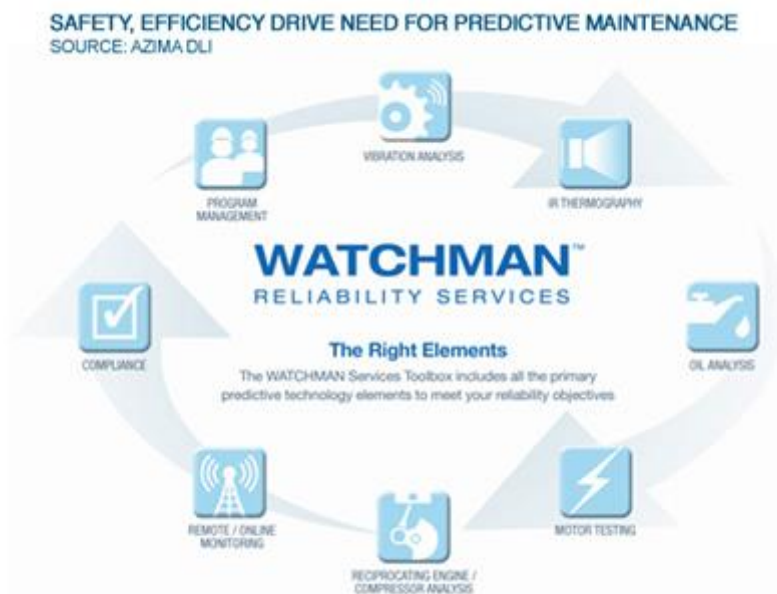 SAFETY, EFFICIENCY DRIVE NEED FOR PREDICTIVE MAINTENANCE
SOURCE: AZIMA DLI
VIBRATION ANALYSIS
PROGRAM
MANAGEMENT
IR THERMOGRAPHY
WATCHMAN™
RELIABILITY SERVICES
The Right Elements
The WATCHMAN Services Toolbox includes all the primary
predictive technology elements to meet your reliability objectives
COMPLIANCE
OIL ANALYSIS
REMOTE / ONLINE
MONITORING
MOTOR TESTING
RECIPROCATING ENGINE /
COMPRESSOR ANALYSIS